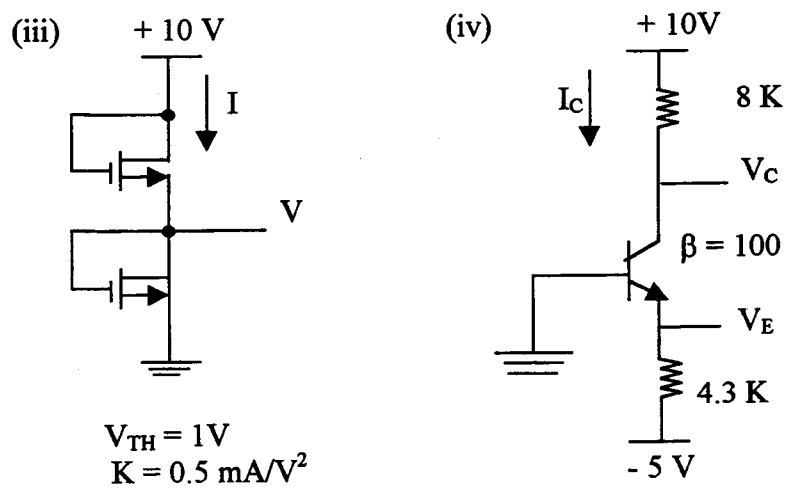 (iii)
+ 10 V
I
V
V_TH = 1V
K = 0.5 mA/V²
(iv)
+ 10V
I_C
8 K
V_C
β = 100
V_E
4.3 K
- 5 V